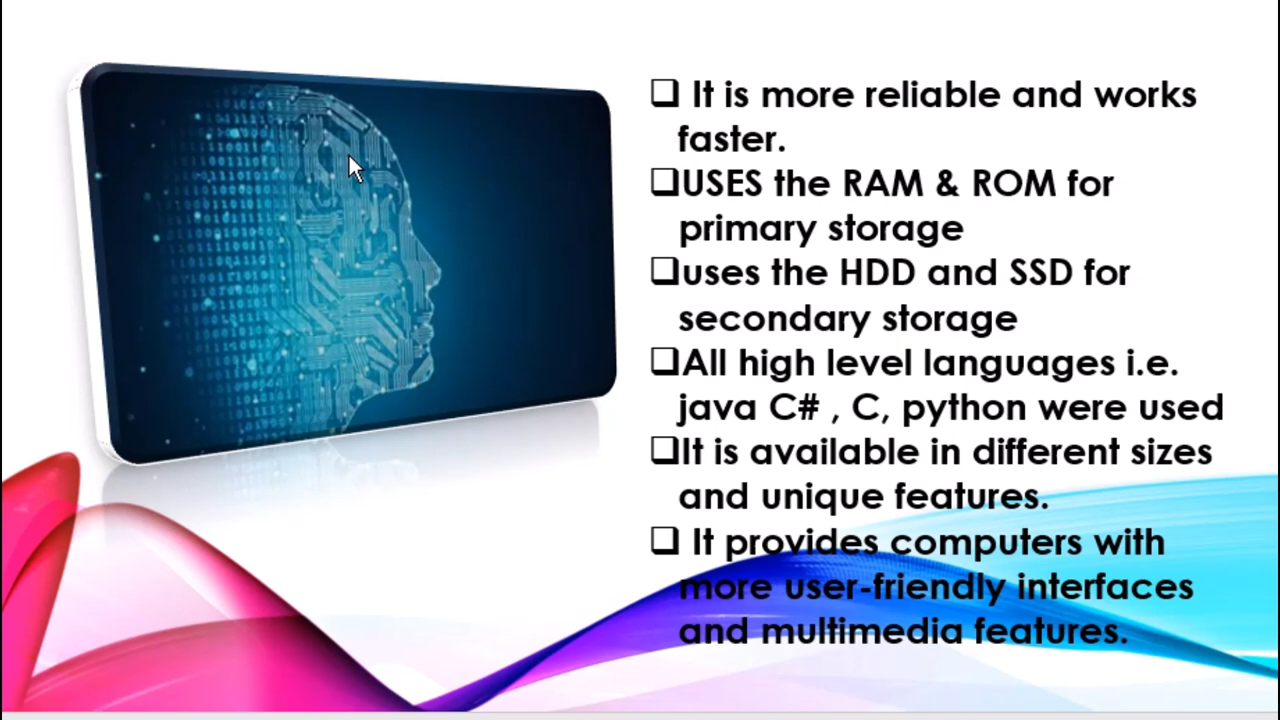 ❑ It is more reliable and works
faster.
❑USES the RAM & ROM for
primary storage
❑uses the HDD and SSD for
secondary storage
❑All high level languages i.e.
java C# , C, python were used
❑It is available in different sizes
and unique features.
❑ It provides computers with
more user-friendly interfaces
and multimedia features.